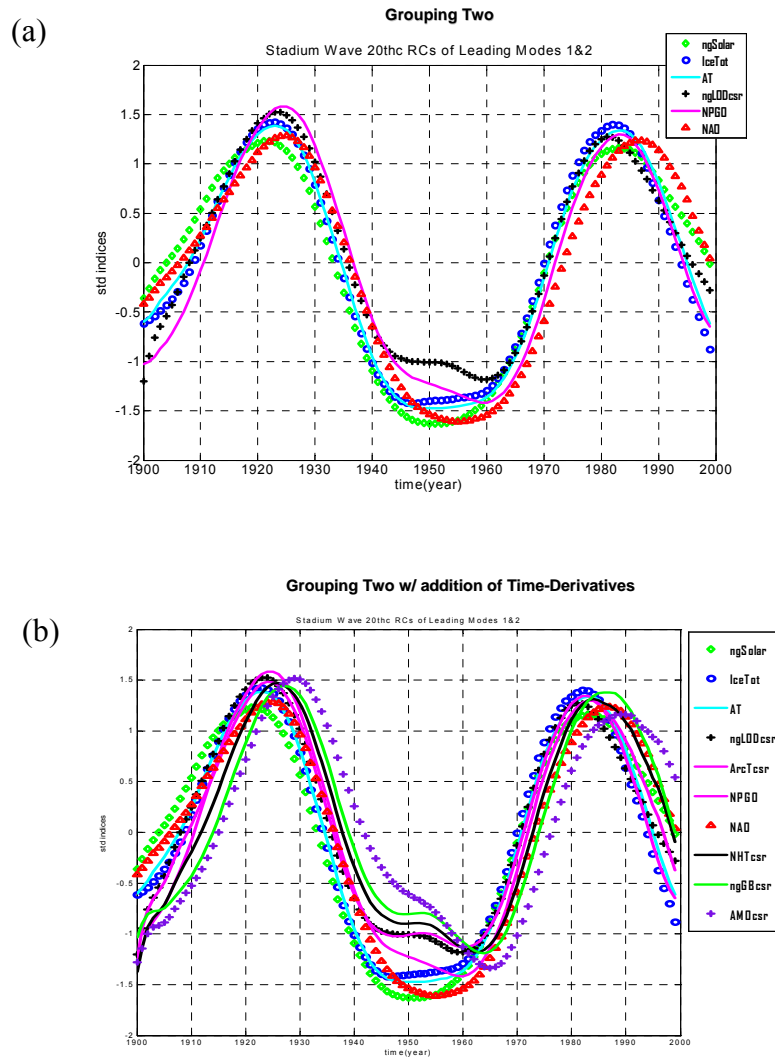 (a)
Grouping Two
Stadium Wave 20thc RCs of Leading Modes 1&2
ngSolar
IceTot
AT
ngLODcsr
NPGO
NAO
std indices
2
1.5
1
0.5
0
-0.5
-1
-1.5
-2
1900 1910 1920 1930 1940 1950 1960 1970 1980 1990 2000
time(year)
(b)
Grouping Two w/ addition of Time-Derivatives
Stadium Wave 20thc RCs of Leading Modes 1&2
ngSolar
IceTot
AT
ngLODcsr
ArcTcsr
NPGO
NAO
NHTcsr
ngGBcsr
AMOcsr
std indices
2
1.5
1
0.5
0
-0.5
-1
-1.5
-2
1900 1910 1920 1930 1940 1950 1960 1970 1980 1990 2000
time(year)